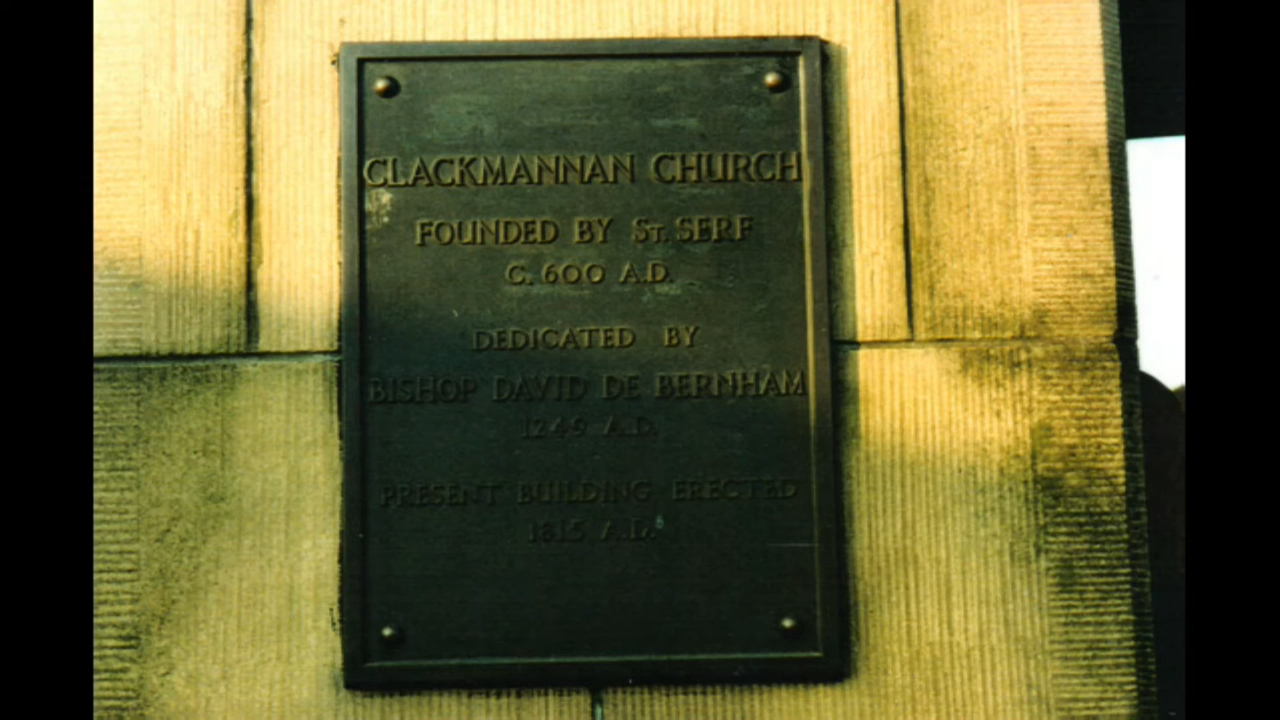 CLACKMANNAN CHURCH
FOUNDED BY ST. SERF
C. 600 A.D.
DEDICATED BY
BISHOP DAVID DE BERNHAM
1249 A.D.
PRESENT BUILDING ERECTED
1815 A.D.